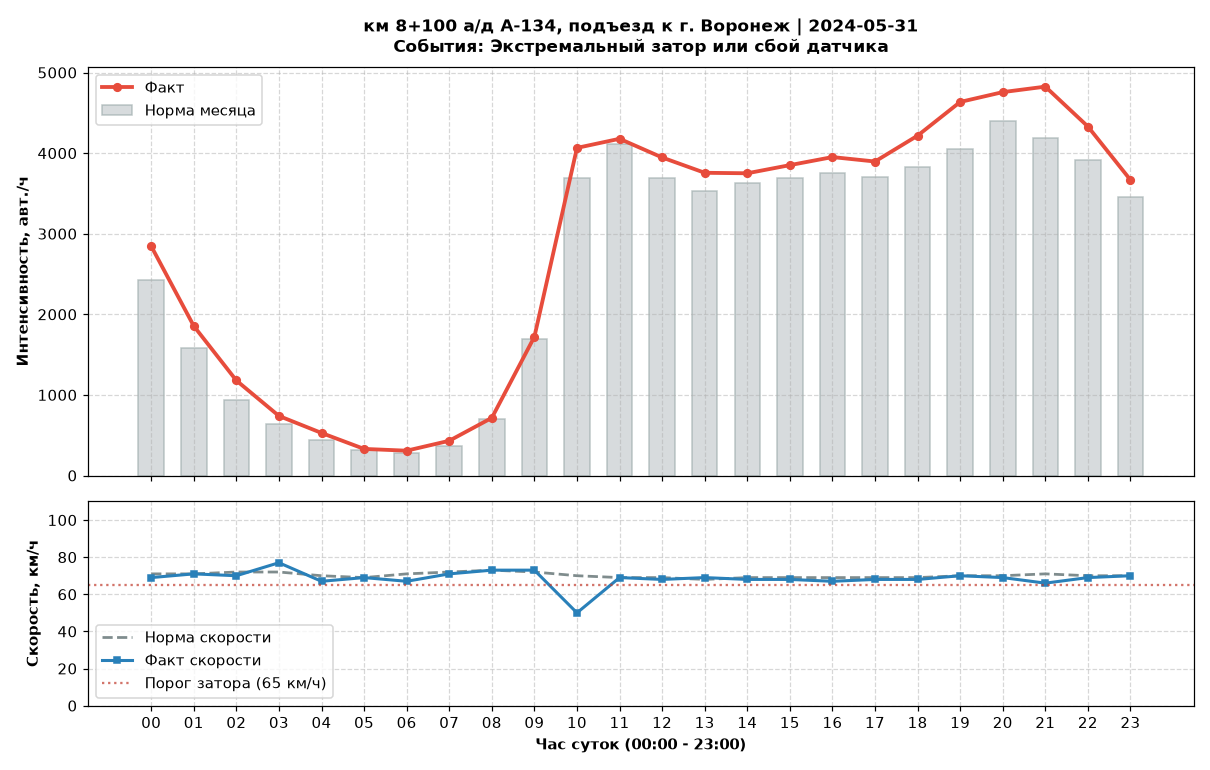 км 8+100 а/д А-134, подъезд к г. Воронеж | 2024-05-31
События: Экстремальный затор или сбой датчика
Интенсивность, авт./ч
5000
4000
3000
2000
1000
0
Факт
Норма месяца
Скорость, км/ч
100
80
60
40
20
0
Норма скорости
Факт скорости
Порог затора (65 км/ч)
00 01 02 03 04 05 06 07 08 09 10 11 12 13 14 15 16 17 18 19 20 21 22 23
Час суток (00:00 - 23:00)